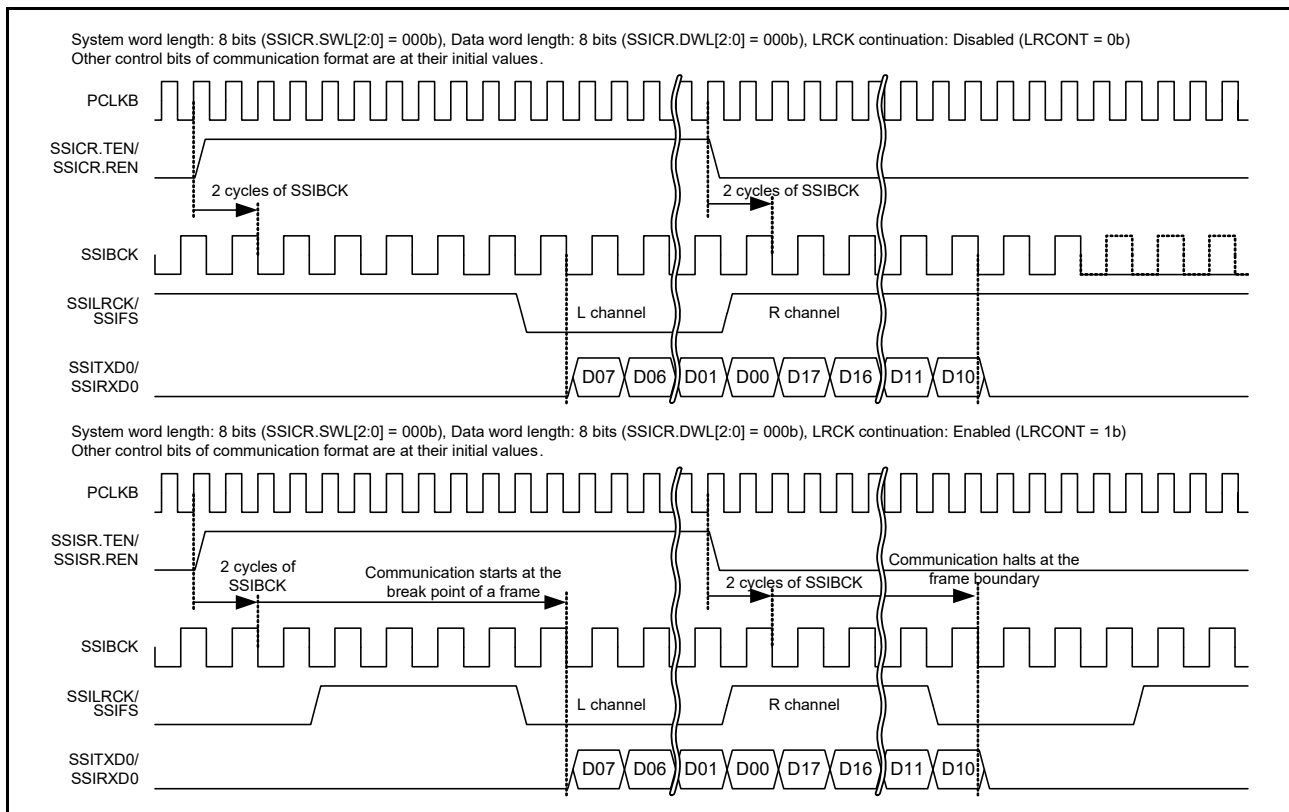 System word length: 8 bits (SSICR.SWL[2:0] = 000b), Data word length: 8 bits (SSICR.DWL[2:0] = 000b), LRCK continuation: Disabled (LRCONT = 0b)
Other control bits of communication format are at their initial values.
PCLKB
SSICR.TEN/
SSICR.REN
2 cycles of SSIBCK
2 cycles of SSIBCK
SSIBCK
SSILRCK/
SSIFS
L channel
R channel
SSITXD0/
SSIRXD0
D07 D06 D01 D00 D17 D16 D11 D10
System word length: 8 bits (SSICR.SWL[2:0] = 000b), Data word length: 8 bits (SSICR.DWL[2:0] = 000b), LRCK continuation: Enabled (LRCONT = 1b)
Other control bits of communication format are at their initial values.
PCLKB
SSISR.TEN/
SSISR.REN
2 cycles of
SSIBCK
Communication starts at the
break point of a frame
2 cycles of SSIBCK
Communication halts at the
frame boundary
SSIBCK
SSILRCK/
SSIFS
L channel
R channel
SSITXD0/
SSIRXD0
D07 D06 D01 D00 D17 D16 D11 D10